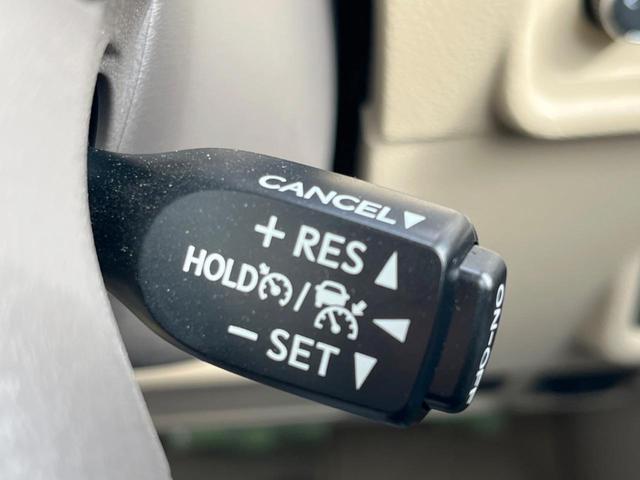 CANCEL▼
+ RES ▲
HOLD /
− SET ▼
ON-OFF